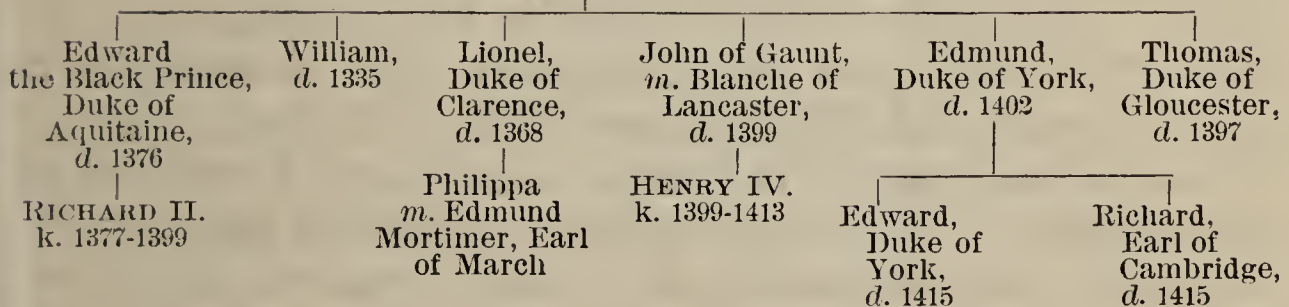 Edward
the Black Prince,
Duke of
Aquitaine,
d. 1376
RICHARD II.
k. 1377-1399
William,
d. 1335
Lionel,
Duke of
Clarence,
d. 1368
Philippa
m. Edmund
Mortimer, Earl
of March
John of Gaunt,
m. Blanche of
Lancaster,
d. 1399
HENRY IV.
k. 1399-1413
Edmund,
Duke of York,
d. 1402
Edward,
Duke of
York,
d. 1415
Richard,
Earl of
Cambridge,
d. 1415
Thomas,
Duke of
Gloucester,
d. 1397